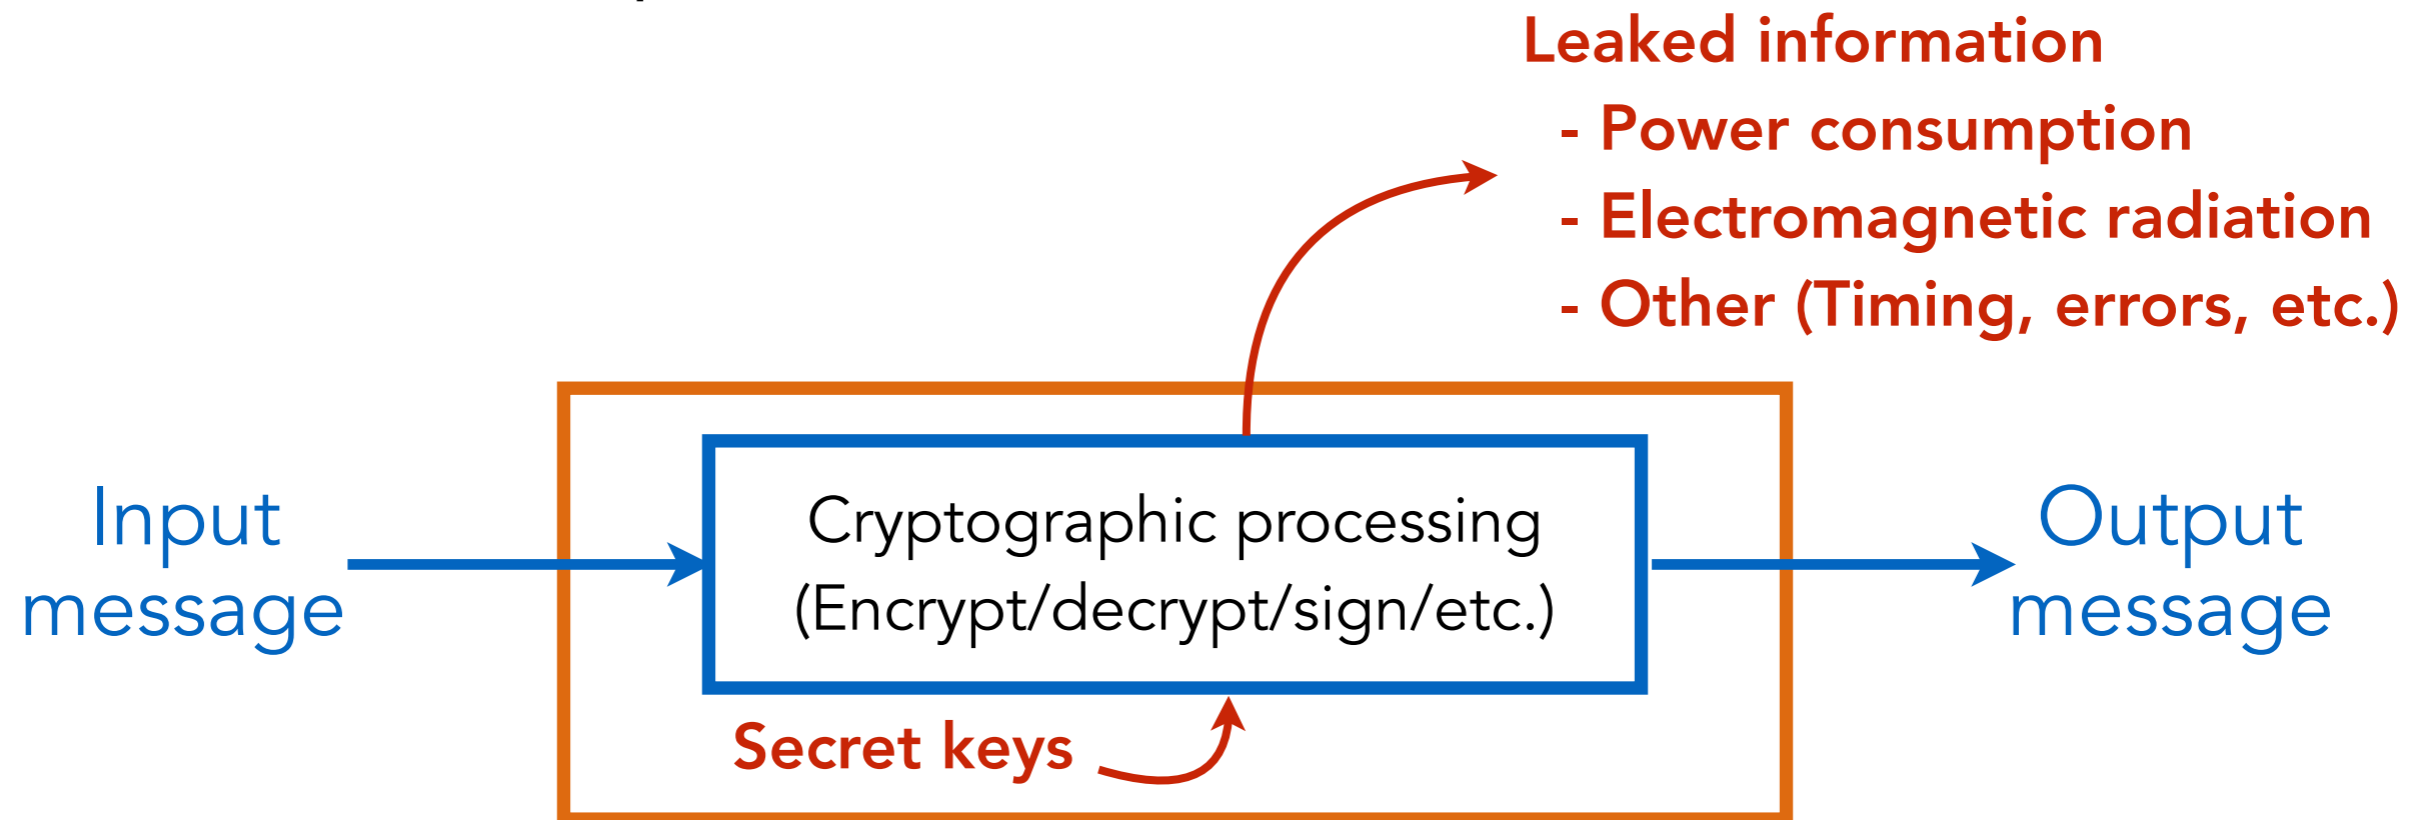 Leaked information
- Power consumption
- Electromagnetic radiation
- Other (Timing, errors, etc.)
Input
message
Cryptographic processing
(Encrypt/decrypt/sign/etc.)
Output
message
Secret keys